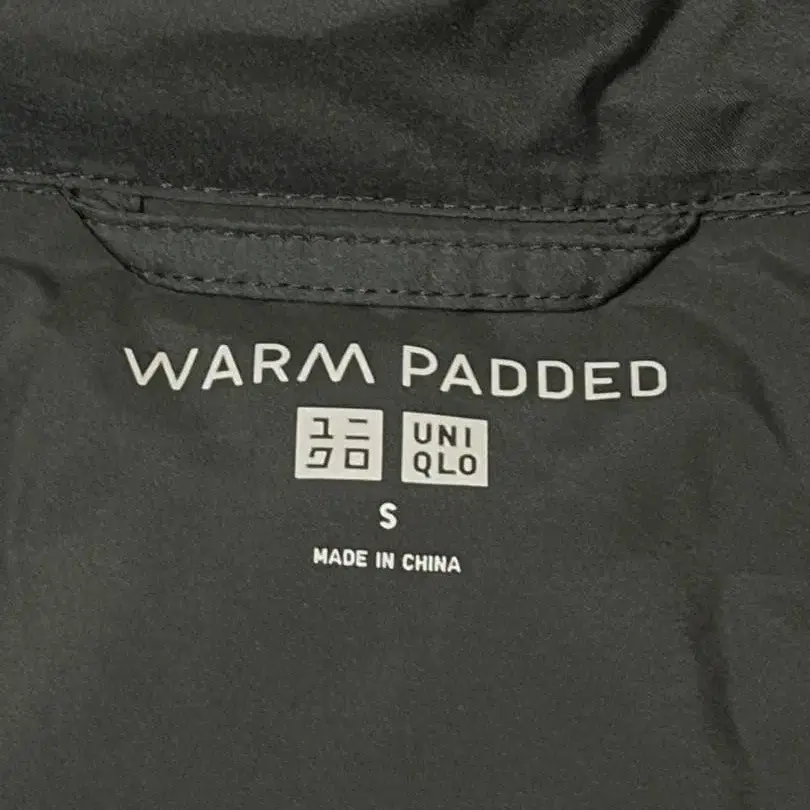 WARM PADDED
ユニ UNI
クロ QLO
S
MADE IN CHINA